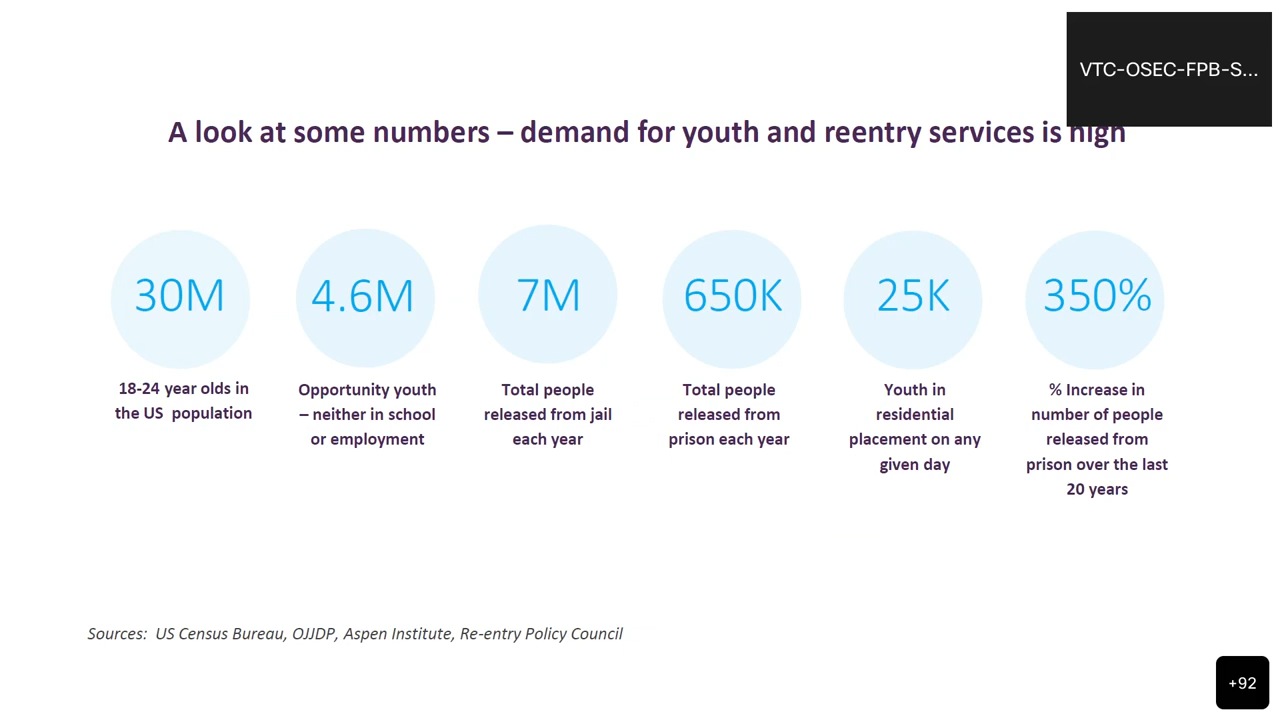 VTC-OSEC-FPB-S...
A look at some numbers – demand for youth and reentry services is high
30M
18-24 year olds in
the US population
4.6M
Opportunity youth
– neither in school
or employment
7M
Total people
released from jail
each year
650K
Total people
released from
prison each year
25K
Youth in
residential
placement on any
given day
350%
% Increase in
number of people
released from
prison over the last
20 years
Sources: US Census Bureau, OJJDP, Aspen Institute, Re-entry Policy Council
+92